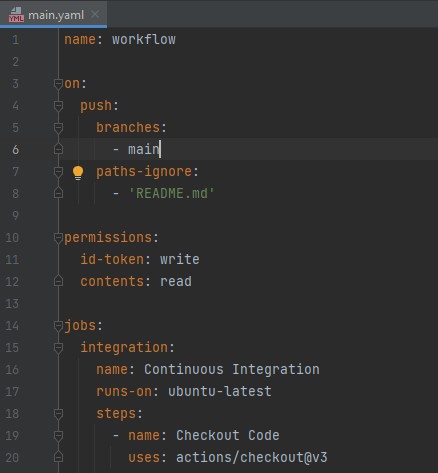 main.yaml
YML
1 name: workflow
2
3 on:
4   push:
5     branches:
6       - main
7     paths-ignore:
8       - 'README.md'
9
10 permissions:
11   id-token: write
12   contents: read
13
14 jobs:
15   integration:
16     name: Continuous Integration
17     runs-on: ubuntu-latest
18     steps:
19       - name: Checkout Code
20         uses: actions/checkout@v3